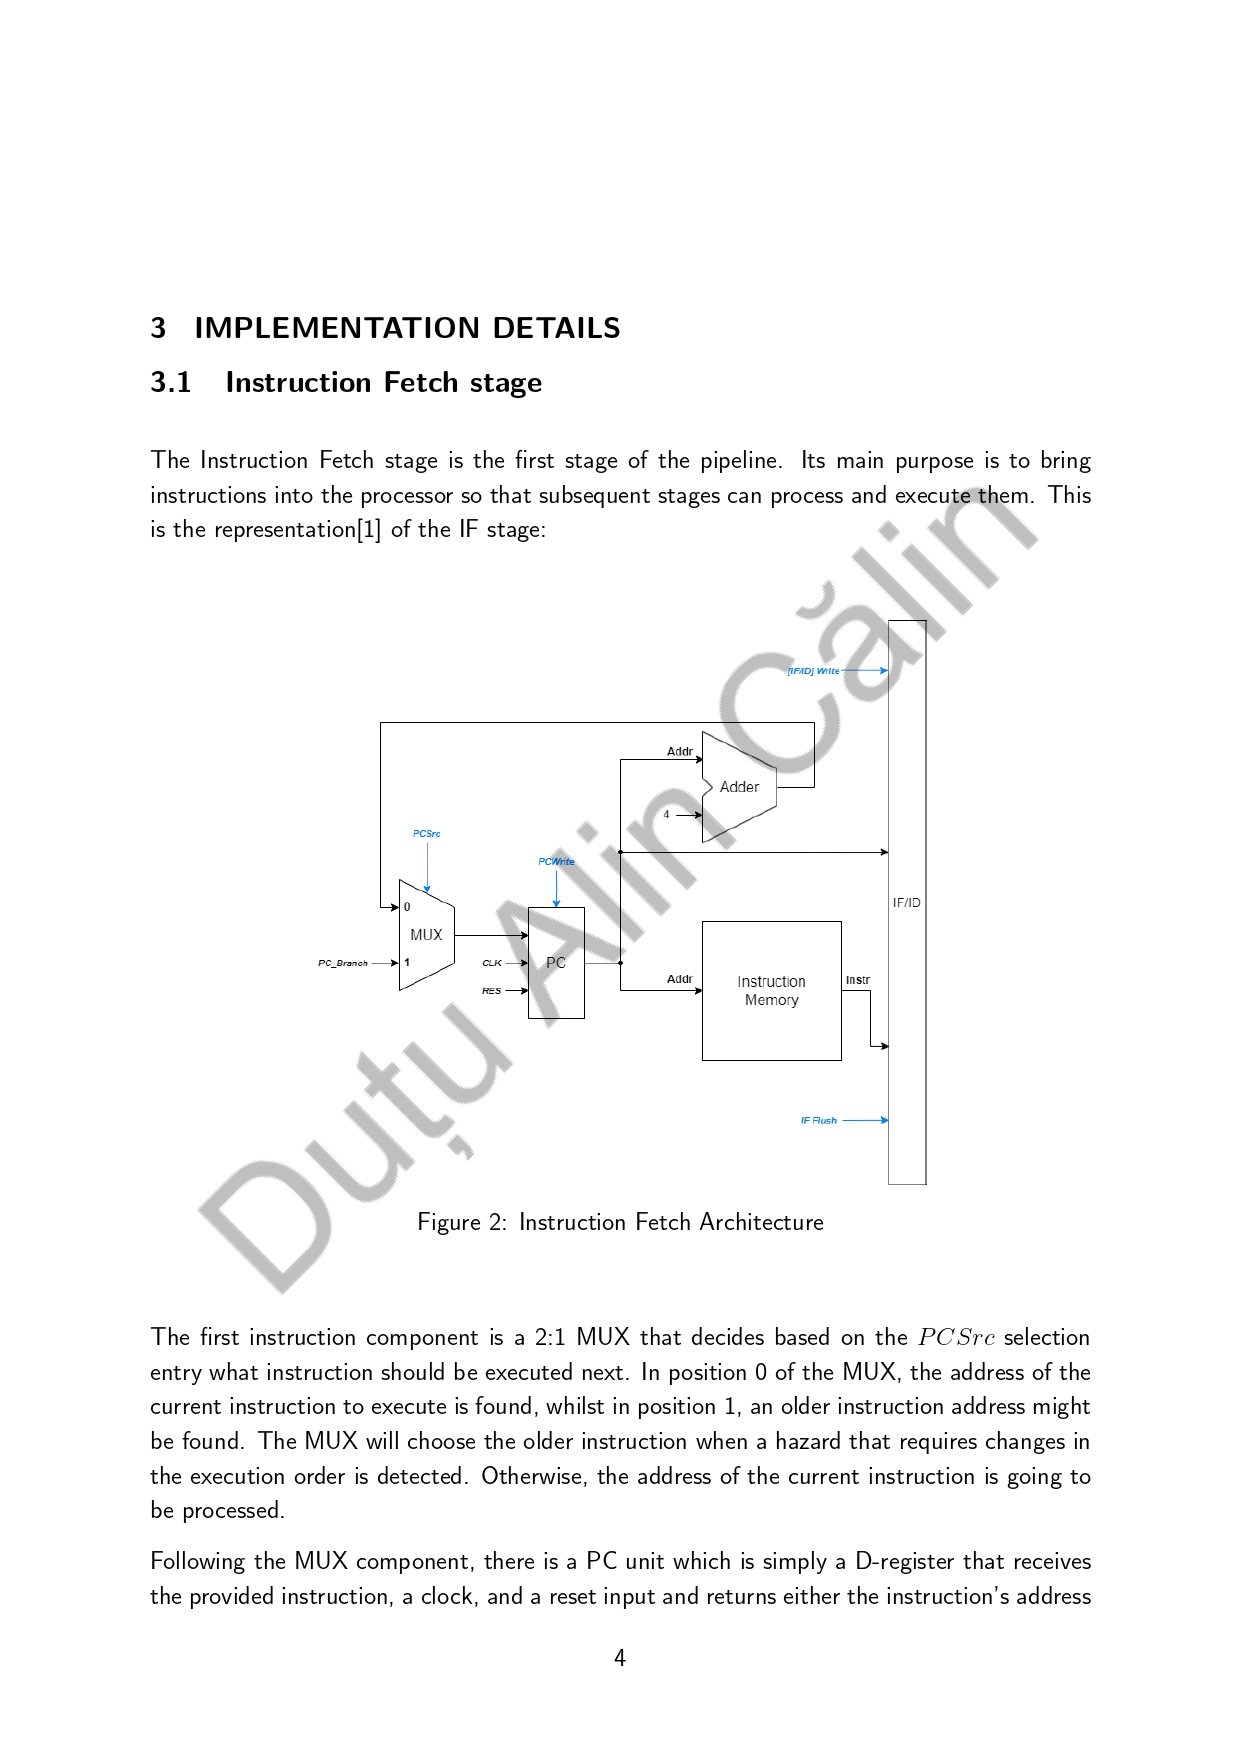 3 IMPLEMENTATION DETAILS
3.1 Instruction Fetch stage
The Instruction Fetch stage is the first stage of the pipeline. Its main purpose is to bring
instructions into the processor so that subsequent stages can process and execute them. This
is the representation[1] of the IF stage:
[IF/ID] Write
Addr
Adder
4
PCSrc
PCWrite
0
MUX
PC_Branch
1
CLK
PC
RES
Addr
Instruction
Memory
Instr
IF/ID
IF Flush
Duțu Alin Călin
Figure 2: Instruction Fetch Architecture
The first instruction component is a 2:1 MUX that decides based on the PCSrc selection
entry what instruction should be executed next. In position 0 of the MUX, the address of the
current instruction to execute is found, whilst in position 1, an older instruction address might
be found. The MUX will choose the older instruction when a hazard that requires changes in
the execution order is detected. Otherwise, the address of the current instruction is going to
be processed.
Following the MUX component, there is a PC unit which is simply a D-register that receives
the provided instruction, a clock, and a reset input and returns either the instruction's address
4